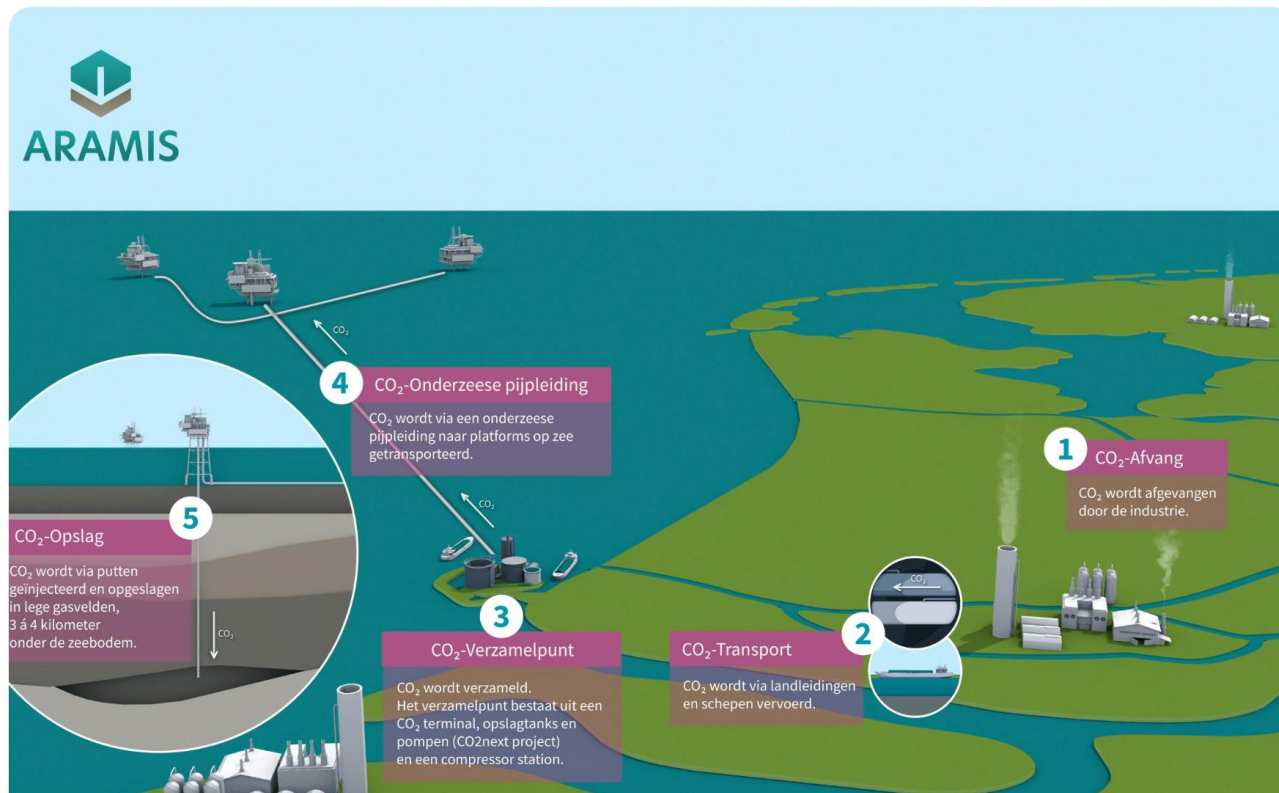 ARAMIS
CO₂
4
CO₂-Onderzeese pijpleiding
CO₂ wordt via een onderzeese
pijpleiding naar platforms op zee
getransporteerd.
1
CO₂-Afvang
CO₂ wordt afgevangen
door de industrie.
CO₂
5
CO₂-Opslag
CO₂ wordt via putten
geïnjecteerd en opgeslagen
in lege gasvelden,
3 á 4 kilometer
onder de zeebodem.
CO₂
3
CO₂-Verzamelpunt
CO₂ wordt verzameld.
Het verzamelpunt bestaat uit een
CO₂ terminal, opslagtanks en
pompen (CO2next project)
en een compressor station.
CO₂
2
CO₂-Transport
CO₂ wordt via landleidingen
en schepen vervoerd.